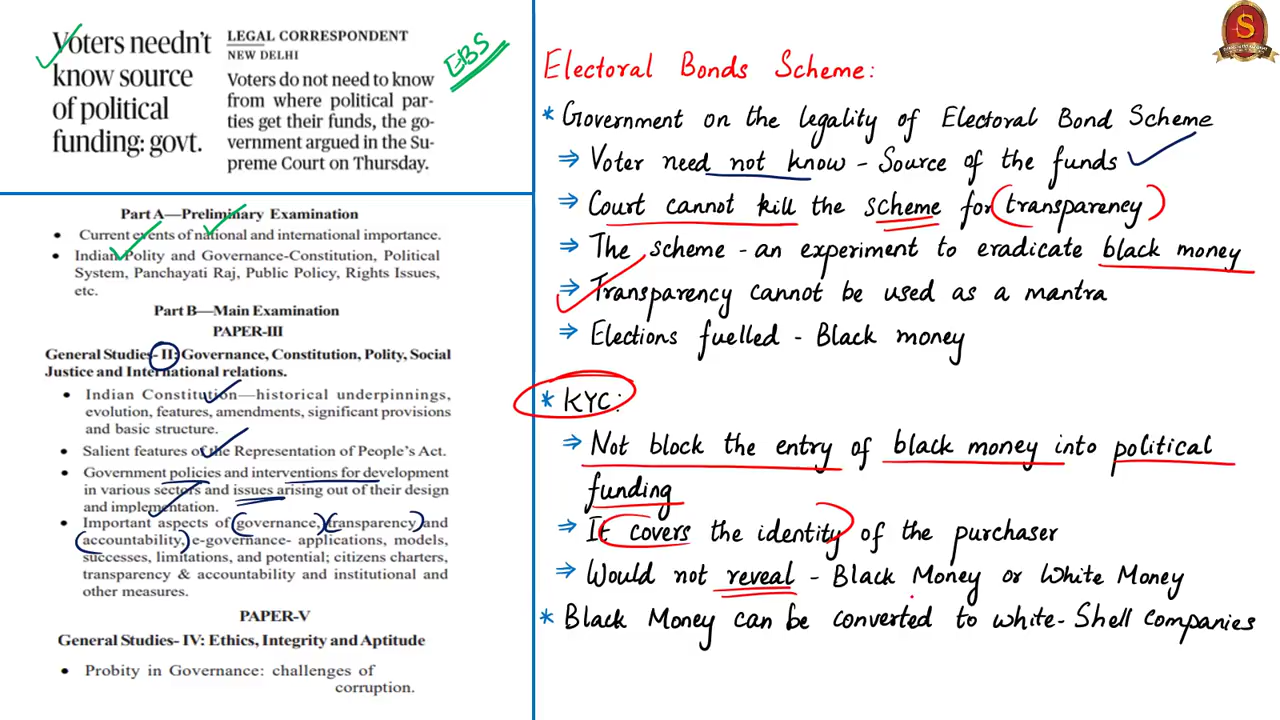 Voters needn't
know source
of political
funding: govt.
LEGAL CORRESPONDENT
NEW DELHI
Voters do not need to know
from where political par-
ties get their funds, the go-
vernment argued in the Su-
preme Court on Thursday.
EBS
Part A—Preliminary Examination
• Current events of national and international importance.
• Indian Polity and Governance-Constitution, Political
System, Panchayati Raj, Public Policy, Rights Issues,
etc.
Part B—Main Examination
PAPER-III
General Studies- II: Governance, Constitution, Polity, Social
Justice and International relations.
• Indian Constitution—historical underpinnings,
evolution, features, amendments, significant provisions
and basic structure.
• Salient features of the Representation of People's Act.
• Government policies and interventions for development
in various sectors and issues arising out of their design
and implementation.
• Important aspects of governance, transparency and
accountability, e-governance- applications, models,
successes, limitations, and potential; citizens charters,
transparency & accountability and institutional and
other measures.
PAPER-V
General Studies- IV: Ethics, Integrity and Aptitude
• Probity in Governance: challenges of
corruption.
Electoral Bonds Scheme:
* Government on the legality of Electoral Bond Scheme
⇒ Voter need not know - Source of the funds
⇒ Court cannot kill the scheme for (transparency)
⇒ The scheme - an experiment to eradicate black money
⇒ Transparency cannot be used as a mantra
⇒ Elections fuelled - Black money
* KYC:
⇒ Not block the entry of black money into political
funding
⇒ It covers the identity of the purchaser
⇒ Would not reveal - Black Money or White Money
* Black Money can be converted to white - Shell Companies
S